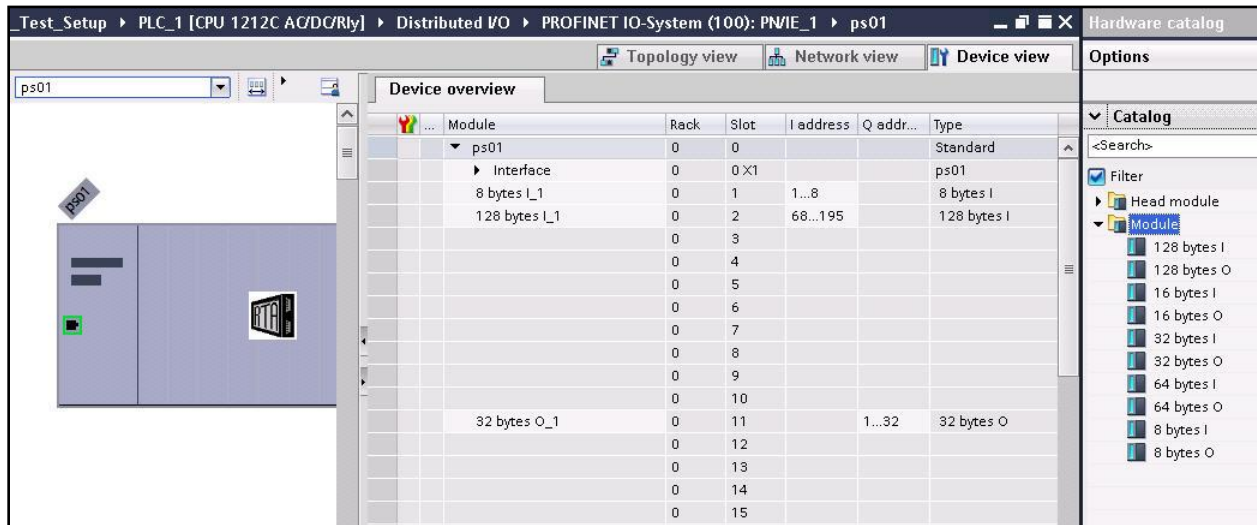 _Test_Setup ▸ PLC_1 [CPU 1212C AC/DC/Rly] ▸ Distributed I/O ▸ PROFINET IO-System (100): PN/IE_1 ▸ ps01
Hardware catalog
Topology view Network view Device view
Options
ps01
Device overview
... Module Rack Slot I address Q addr... Type
ps01 0 0 Standard
Interface 0 0 X1 ps01
8 bytes I_1 0 1 1...8 8 bytes I
128 bytes I_1 0 2 68...195 128 bytes I
0 3
0 4
0 5
0 6
0 7
0 8
0 9
0 10
32 bytes O_1 0 11 1...32 32 bytes O
0 12
0 13
0 14
0 15
ps01
RTA
Catalog
<Search>
Filter
Head module
Module
128 bytes I
128 bytes O
16 bytes I
16 bytes O
32 bytes I
32 bytes O
64 bytes I
64 bytes O
8 bytes I
8 bytes O